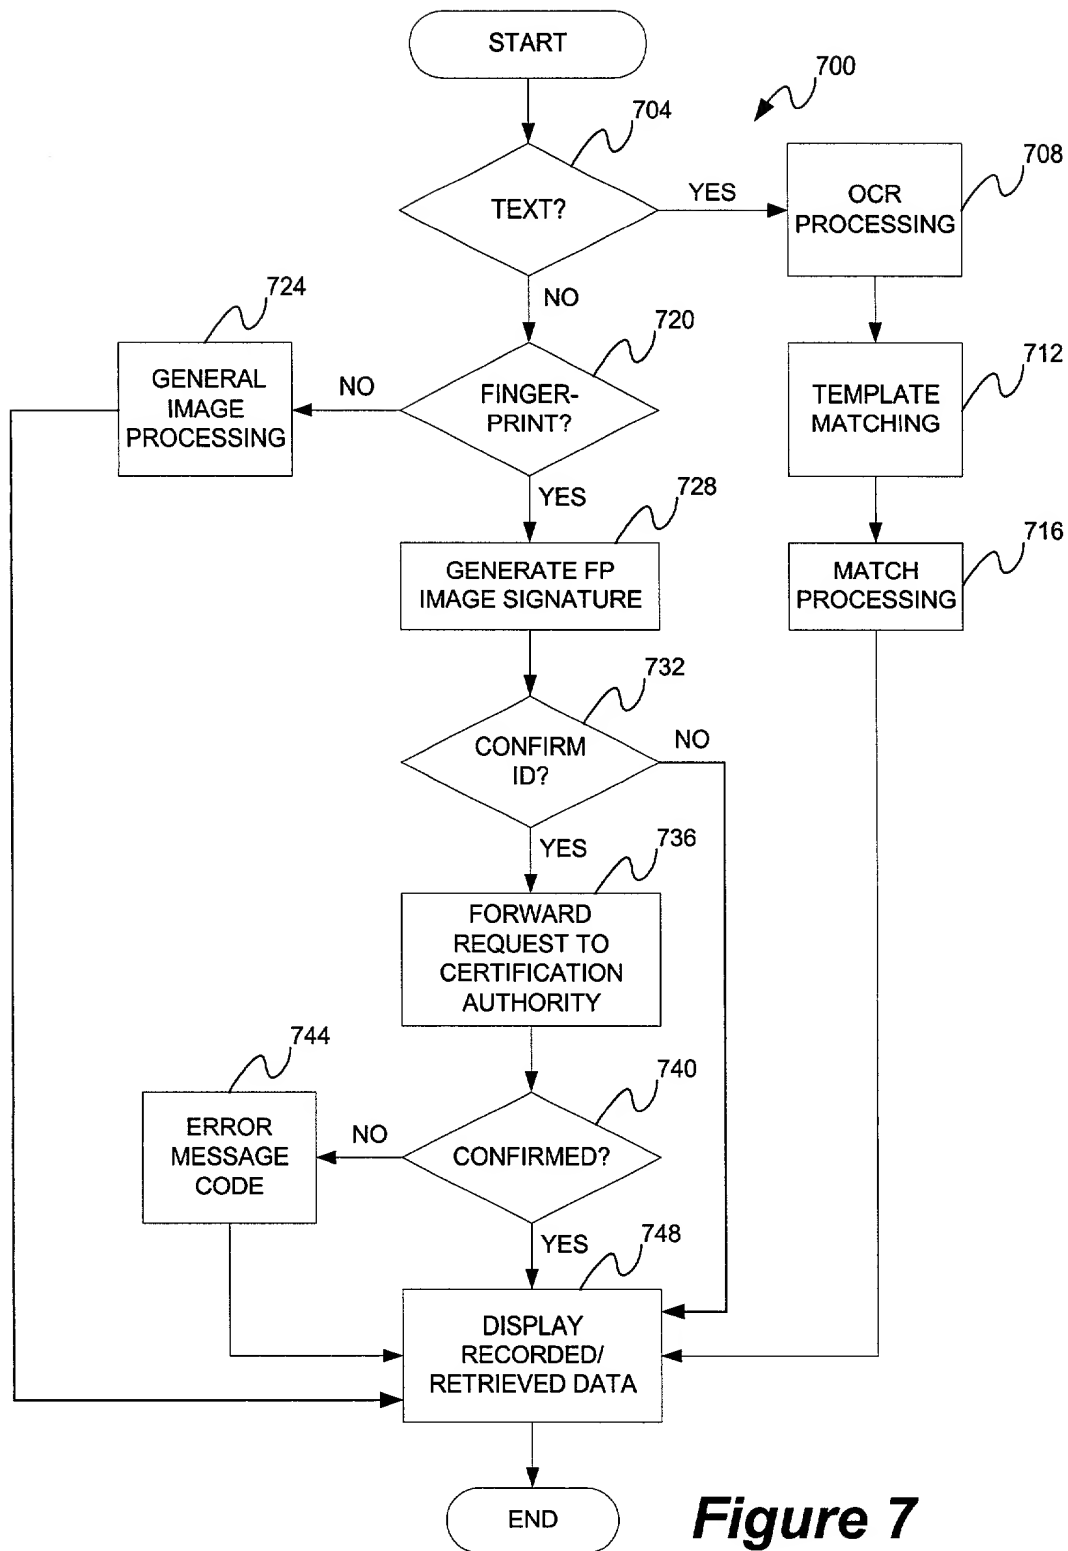 START
700
704
TEXT?
YES
708
OCR
PROCESSING
NO
724
720
712
GENERAL
IMAGE
PROCESSING
NO
FINGER-
PRINT?
TEMPLATE
MATCHING
YES
728
716
GENERATE FP
IMAGE SIGNATURE
MATCH
PROCESSING
732
CONFIRM
ID?
NO
YES
736
FORWARD
REQUEST TO
CERTIFICATION
AUTHORITY
744
740
ERROR
MESSAGE
CODE
NO
CONFIRMED?
YES
748
DISPLAY
RECORDED/
RETRIEVED DATA
END
Figure 7